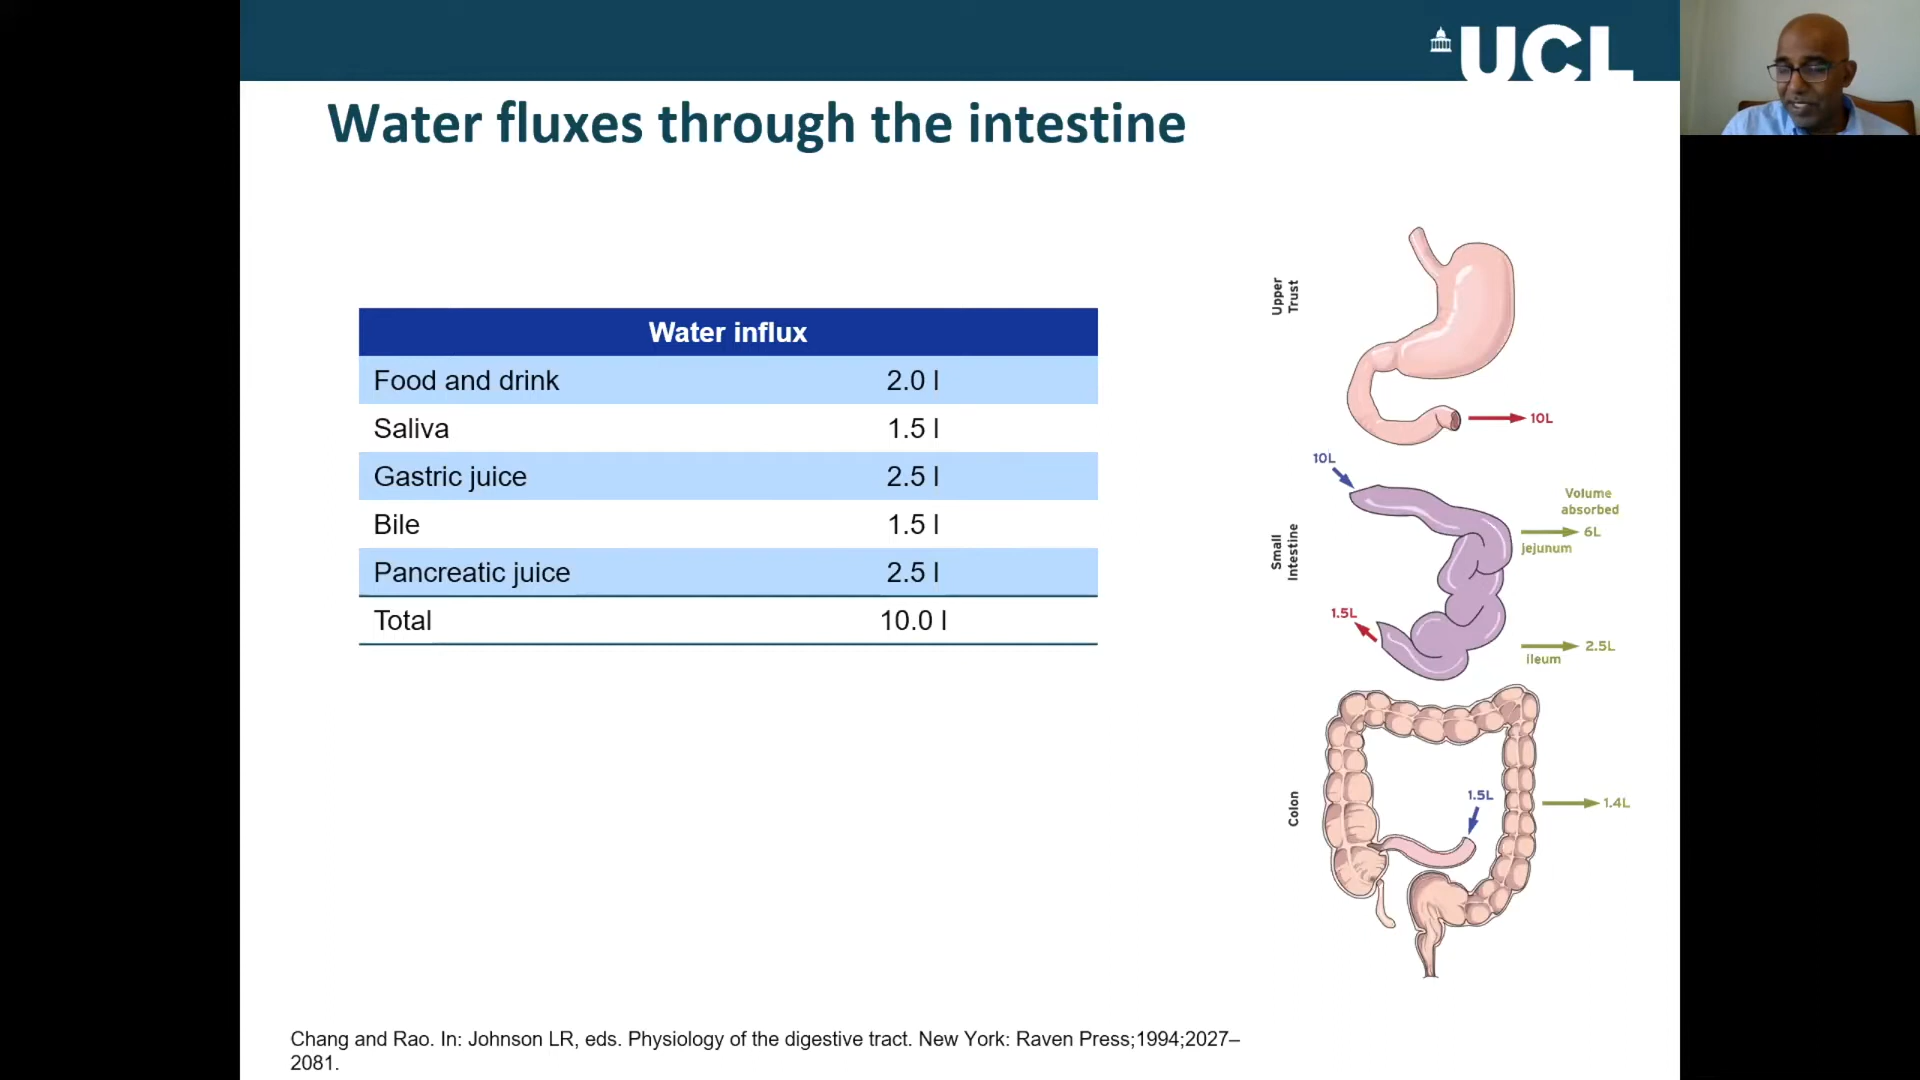 UCL
Water fluxes through the intestine
Water influx
Food and drink 2.0 l
Saliva 1.5 l
Gastric juice 2.5 l
Bile 1.5 l
Pancreatic juice 2.5 l
Total 10.0 l
Upper
Trust
10L
10L
Small
Intestine
Volume
absorbed
6L
jejunum
1.5L
2.5L
ileum
Colon
1.5L
1.4L
Chang and Rao. In: Johnson LR, eds. Physiology of the digestive tract. New York: Raven Press;1994;2027–
2081.